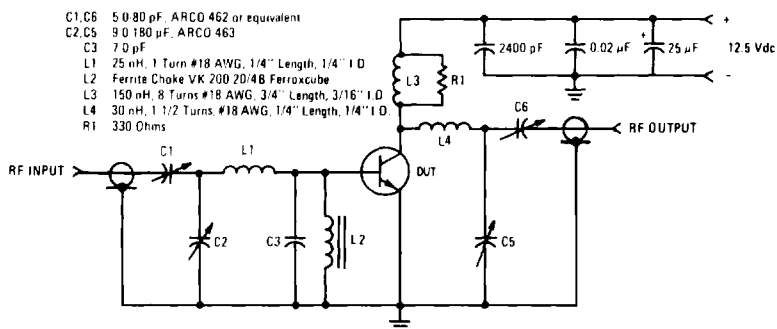 C1,C6 5.0-80 pF, ARCO 462 or equivalent
C2,C5 9.0-180 pF, ARCO 463
C3 7.0 pF
L1 25 nH, 1 Turn #18 AWG, 1/4" Length, 1/4" I.D.
L2 Ferrite Choke VK 200 20/4B Ferroxcube
L3 150 nH, 8 Turns #18 AWG, 3/4" Length, 3/16" I.D.
L4 30 nH, 1 1/2 Turns #18 AWG, 1/4" Length, 1/4" I.D.
R1 330 Ohms
L3
R1
2400 pF
0.02 µF
+
25 µF
+
12.5 Vdc
-
C6
RF OUTPUT
L4
C1
L1
RF INPUT
DUT
C2
C3
L2
C5